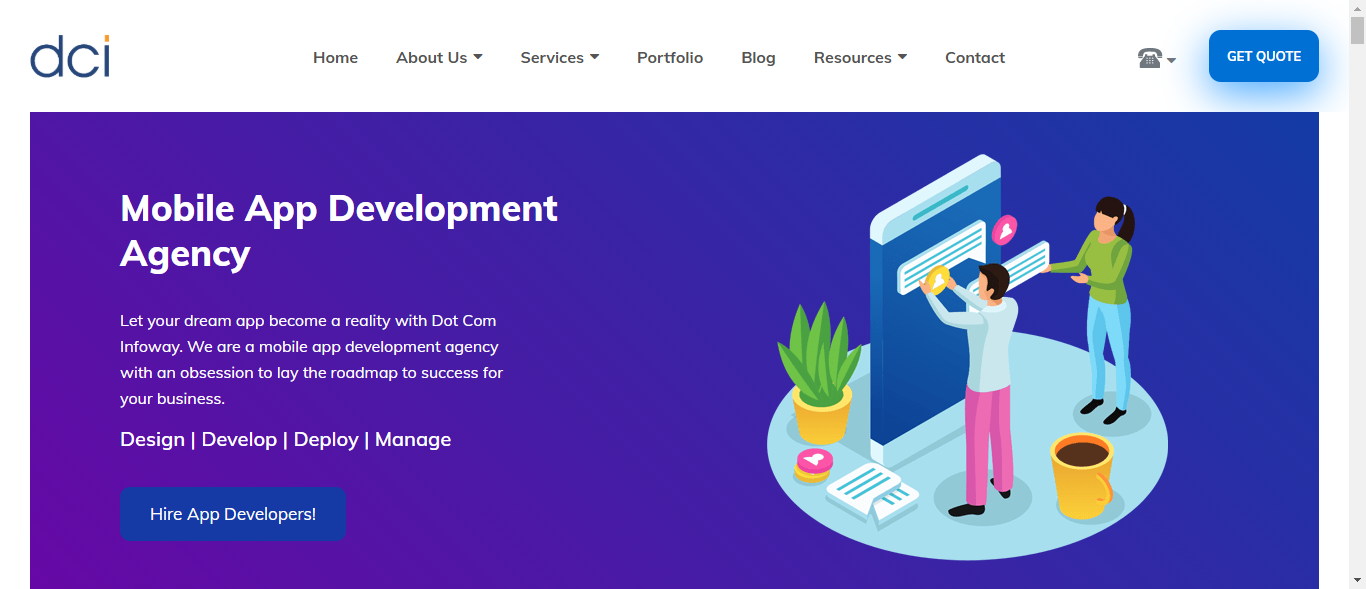 dci
Home About Us Services Portfolio Blog Resources Contact
GET QUOTE
Mobile App Development
Agency
Let your dream app become a reality with Dot Com
Infoway. We are a mobile app development agency
with an obsession to lay the roadmap to success for
your business.
Design | Develop | Deploy | Manage
Hire App Developers!